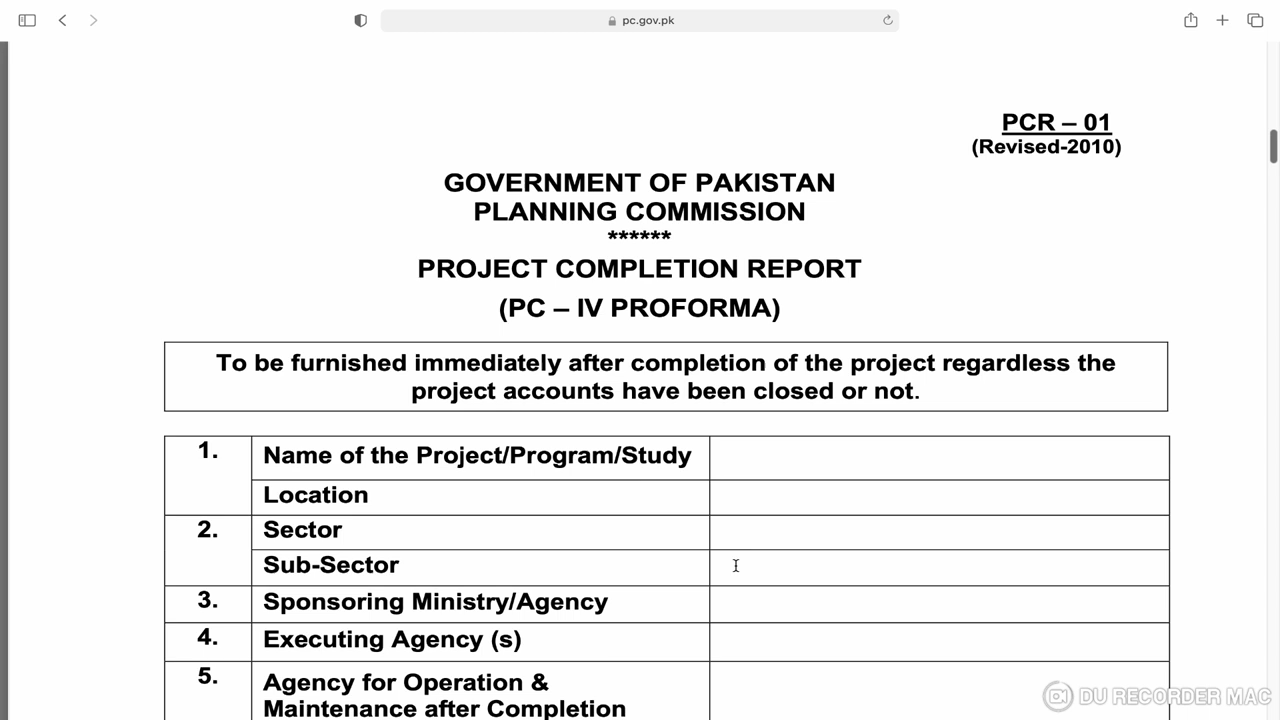 pc.gov.pk
PCR – 01
(Revised-2010)
GOVERNMENT OF PAKISTAN
PLANNING COMMISSION
******
PROJECT COMPLETION REPORT
(PC – IV PROFORMA)
To be furnished immediately after completion of the project regardless the
project accounts have been closed or not.
1. Name of the Project/Program/Study
Location
2. Sector
Sub-Sector
3. Sponsoring Ministry/Agency
4. Executing Agency (s)
5. Agency for Operation &
Maintenance after Completion
DU RECORDER MAC